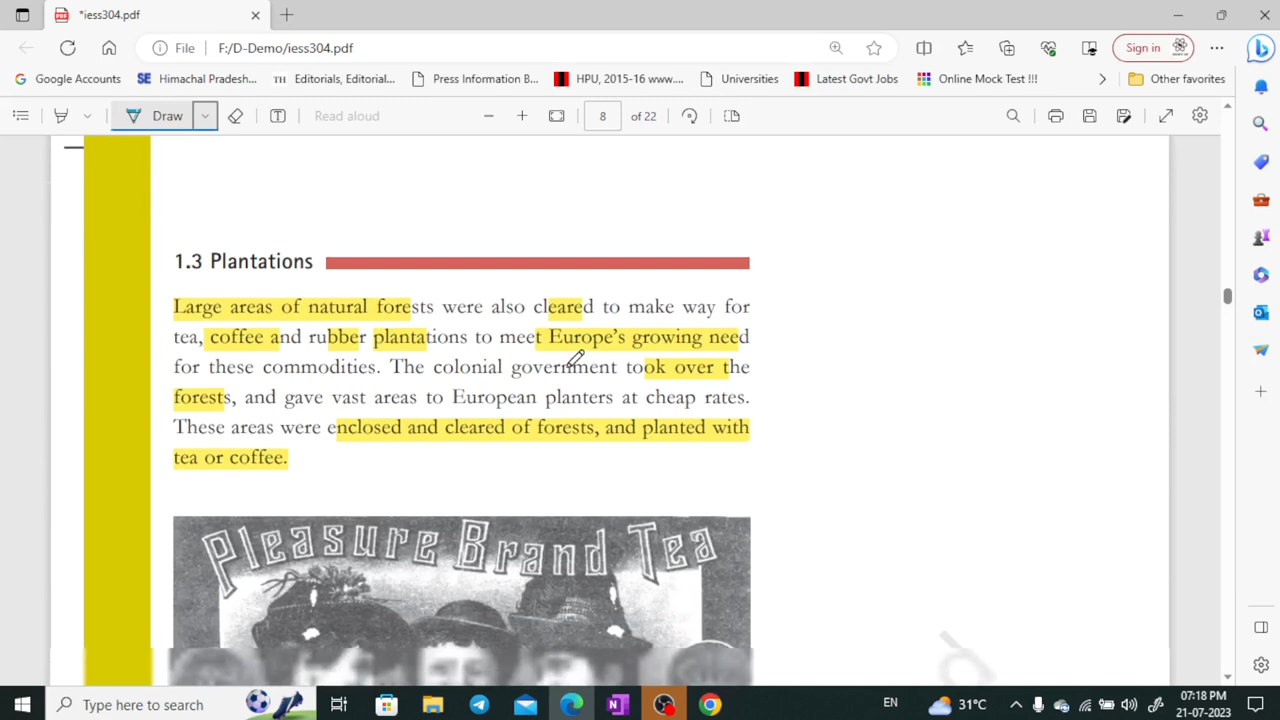 *iess304.pdf
File F:/D-Demo/iess304.pdf Sign in
Google Accounts SE Himachal Pradesh... TH Editorials, Editorial... Press Information B... HPU, 2015-16 www.... Universities Latest Govt Jobs Online Mock Test !!! Other favorites
Draw Read aloud 8 of 22
1.3 Plantations
Large areas of natural forests were also cleared to make way for
tea, coffee and rubber plantations to meet Europe's growing need
for these commodities. The colonial government took over the
forests, and gave vast areas to European planters at cheap rates.
These areas were enclosed and cleared of forests, and planted with
tea or coffee.
Pleasure Brand Tea
Type here to search EN 31°C 07:18 PM
21-07-2023